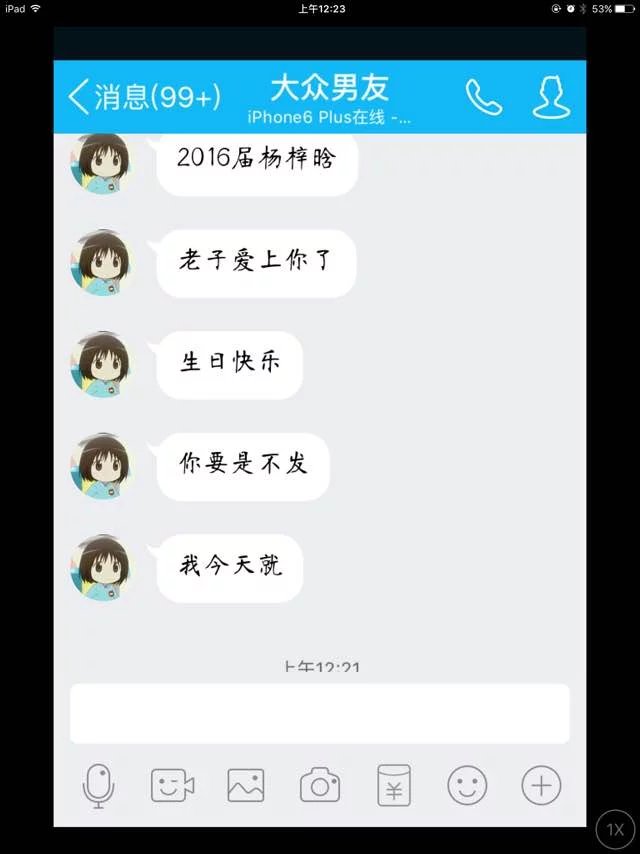 iPad 上午12:23 53%
消息(99+) 大众男友
iPhone6 Plus在线 -...
2016届杨梓晗
老子爱上你了
生日快乐
你要是不发
我今天就
上午12:21
1X